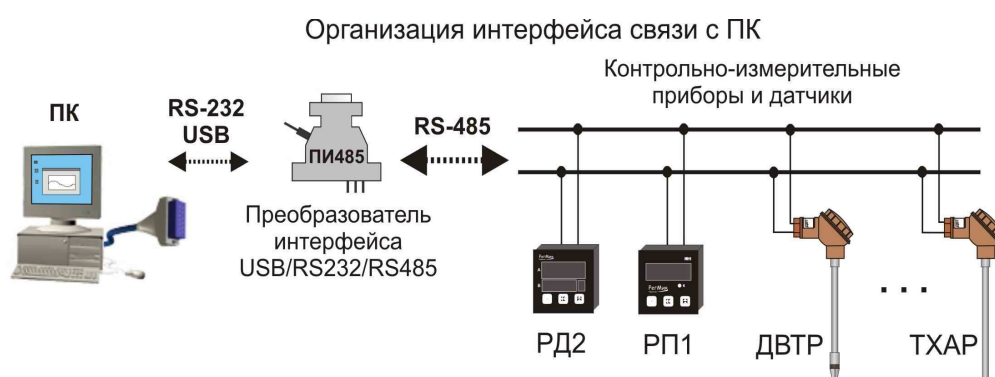 Организация интерфейса связи с ПК
Контрольно-измерительные
приборы и датчики
ПК
RS-232
USB
RS-485
ПИ485
Преобразователь
интерфейса
USB/RS232/RS485
РД2
РП1
ДВТР
. . .
ТХАР